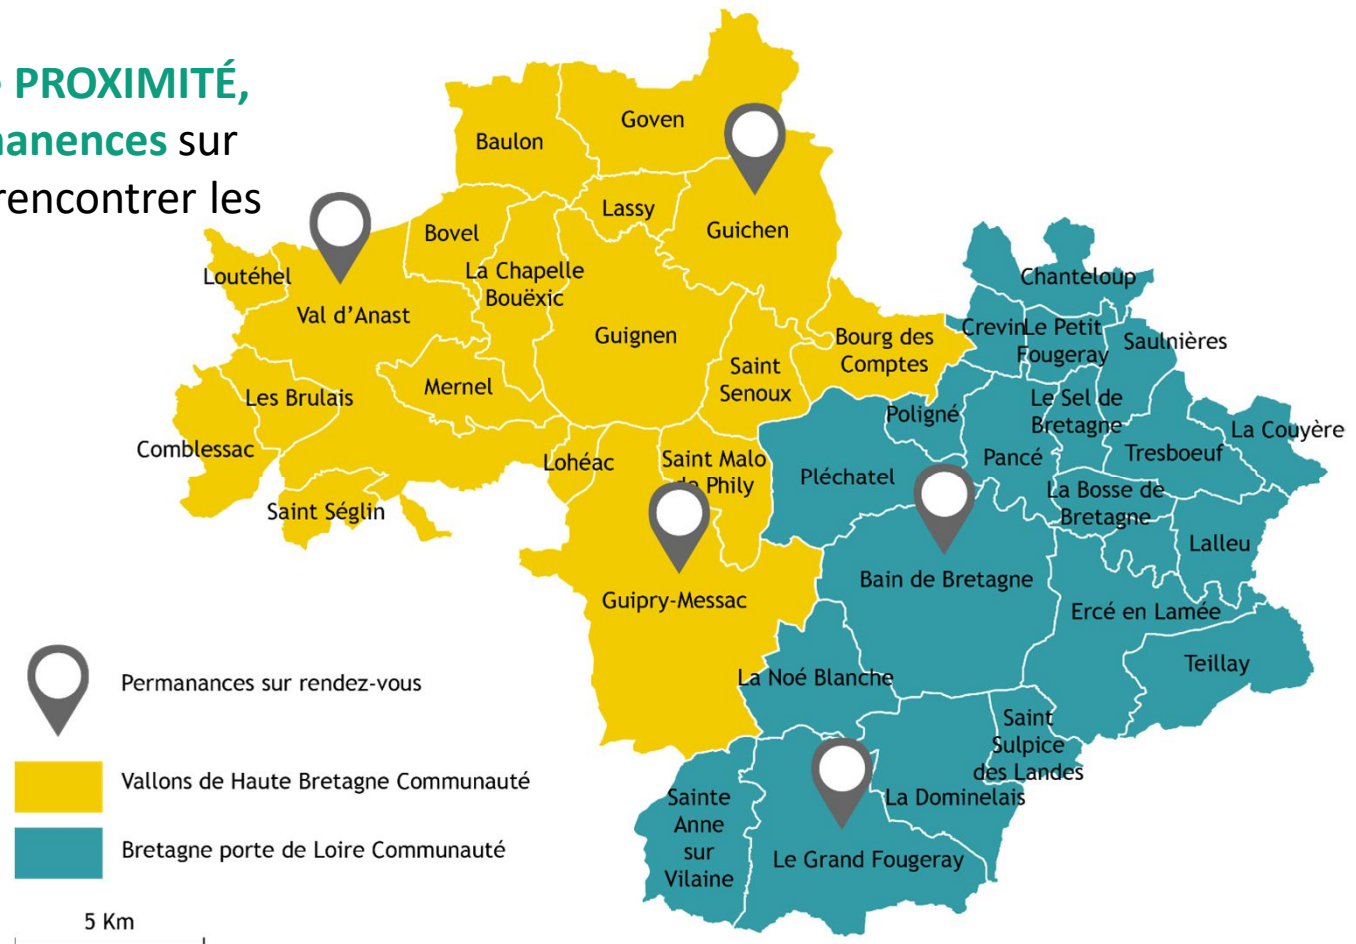 PROXIMITÉ,
sur
rencontrer les
Goven
Baulon
Lassy
Guichen
Bovel
La Chapelle
Bouëxic
Loutéhel
Val d’Anast
Guignen
Chanteloup
Bourg des
Comptes
Crevin
Le Petit
Fougeray
Saulnières
Saint
Senoux
Mernel
Les Brulais
Poligné
Le Sel de
Bretagne
La Couyère
Comblessac
Lohéac
Saint Malo
de Phily
Pléchatel
Pancé
Tresboeuf
La Bosse de
Bretagne
Saint Séglin
Lalleu
Bain de Bretagne
Guipry-Messac
Ercé en Lamée
Teillay
La Noé Blanche
Saint
Sulpice
des Landes
La Dominelais
Sainte
Anne
sur
Vilaine
Le Grand Fougeray
Permanances sur rendez-vous
Vallons de Haute Bretagne Communauté
Bretagne porte de Loire Communauté
5 Km